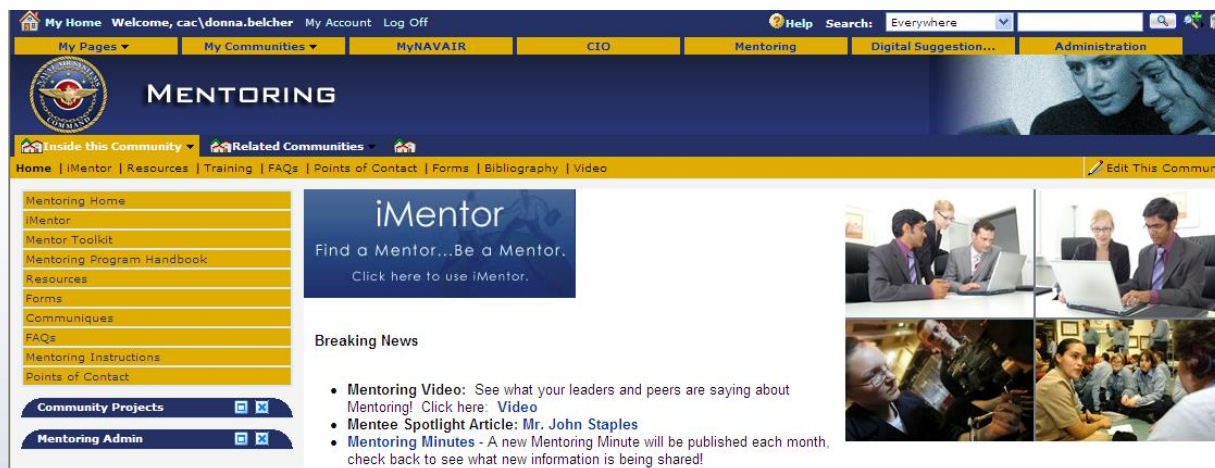 My Home Welcome, cac\donna.belcher My Account Log Off Help Search: Everywhere
My Pages My Communities MyNAVAIR CIO Mentoring Digital Suggestion... Administration
NAVAL AIR SYSTEMS COMMAND
MENTORING
Inside this Community Related Communities
Home | iMentor | Resources | Training | FAQs | Points of Contact | Forms | Bibliography | Video Edit This Commun
Mentoring Home
iMentor
Mentor Toolkit
Mentoring Program Handbook
Resources
Forms
Communiques
FAQs
Mentoring Instructions
Points of Contact
Community Projects
Mentoring Admin
iMentor
Find a Mentor...Be a Mentor.
Click here to use iMentor.
Breaking News
• Mentoring Video: See what your leaders and peers are saying about
Mentoring! Click here: Video
• Mentee Spotlight Article: Mr. John Staples
• Mentoring Minutes - A new Mentoring Minute will be published each month,
check back to see what new information is being shared!